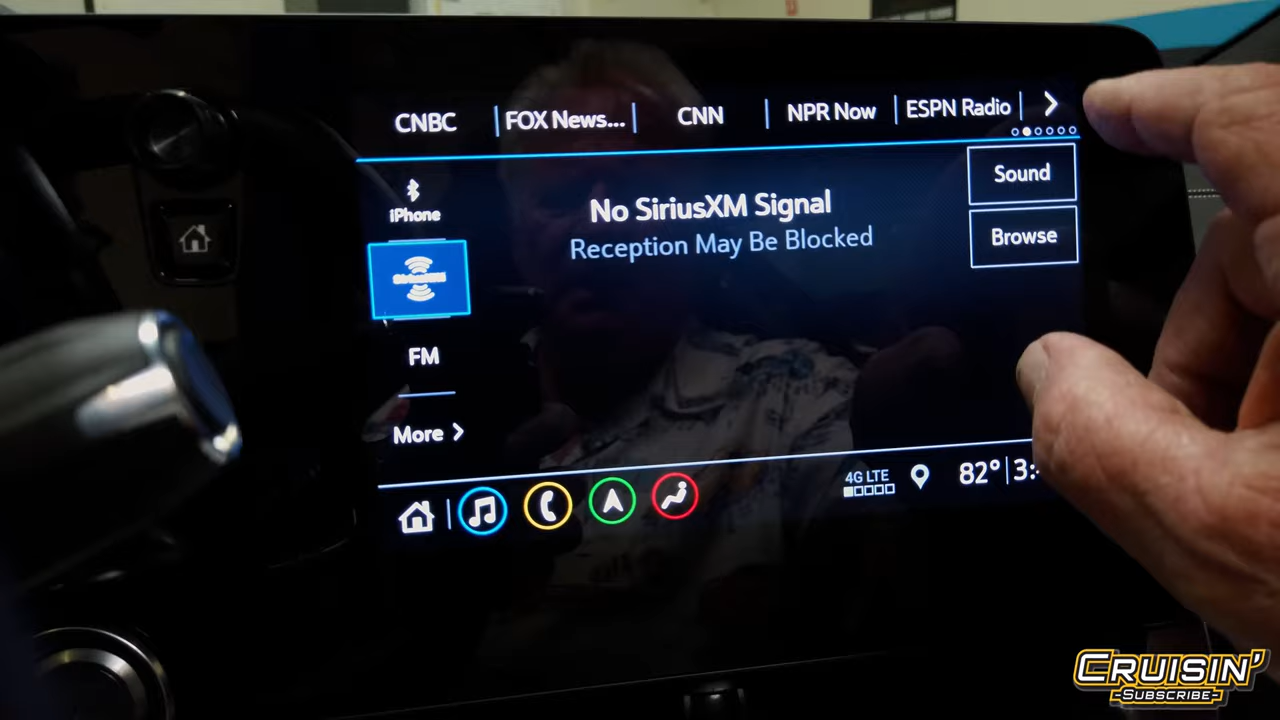 CNBC
FOX News...
CNN
NPR Now
ESPN Radio
iPhone
No SiriusXM Signal
Reception May Be Blocked
Sound
Browse
FM
More
4G LTE
82° 3:
CRUISIN'
-SUBSCRIBE-